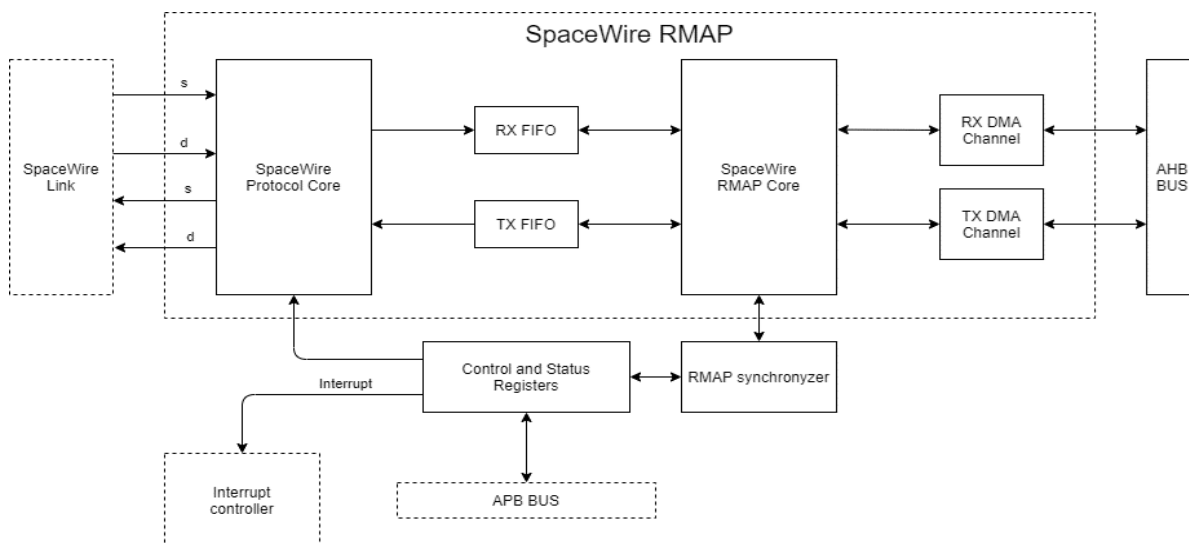 SpaceWire RMAP
s
d
s
d
SpaceWire
Link
SpaceWire
Protocol Core
RX FIFO
TX FIFO
SpaceWire
RMAP Core
RX DMA
Channel
TX DMA
Channel
AHB
BUS
Control and Status
Registers
RMAP synchronyzer
Interrupt
Interrupt
controller
APB BUS